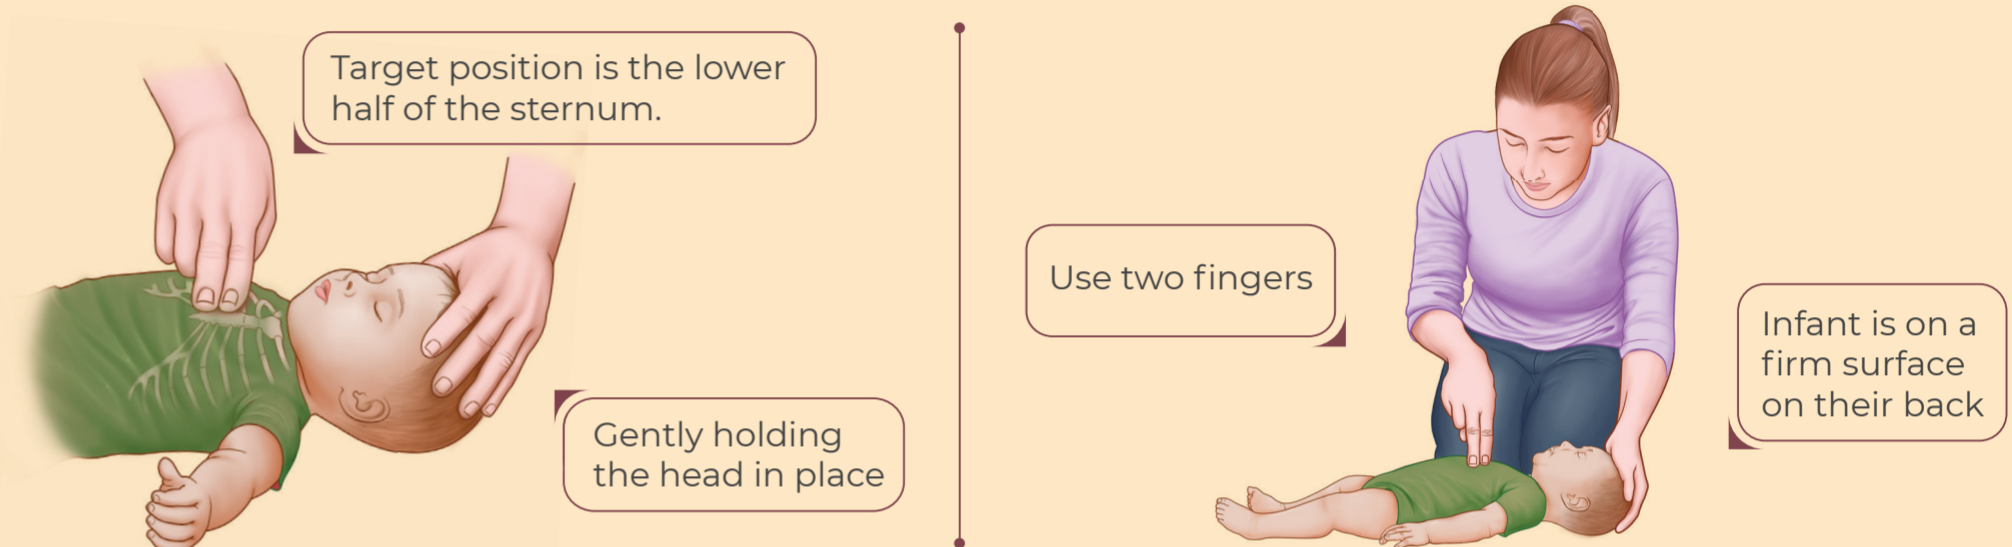 Target position is the lower
half of the sternum.
Gently holding
the head in place
Use two fingers
Infant is on a
firm surface
on their back